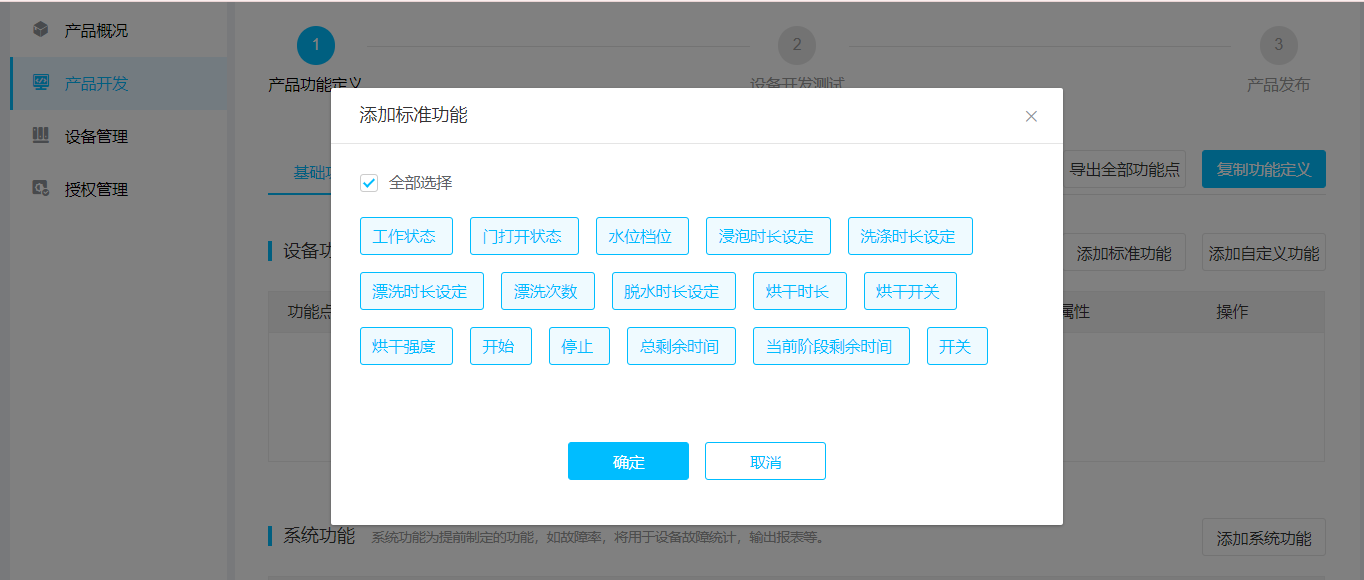 产品概况
产品开发
设备管理
授权管理
1
2
3
产品功能定义
设备开发测试
产品发布
添加标准功能
基础功
导出全部功能点
复制功能定义
全部选择
工作状态 门打开状态 水位档位 浸泡时长设定 洗涤时长设定
设备功
添加标准功能
添加自定义功能
漂洗时长设定 漂洗次数 脱水时长设定 烘干时长 烘干开关
功能点
属性
操作
烘干强度 开始 停止 总剩余时间 当前阶段剩余时间 开关
确定 取消
系统功能 系统功能为提前制定的功能，如故障率，将用于设备故障统计，输出报表等。
添加系统功能